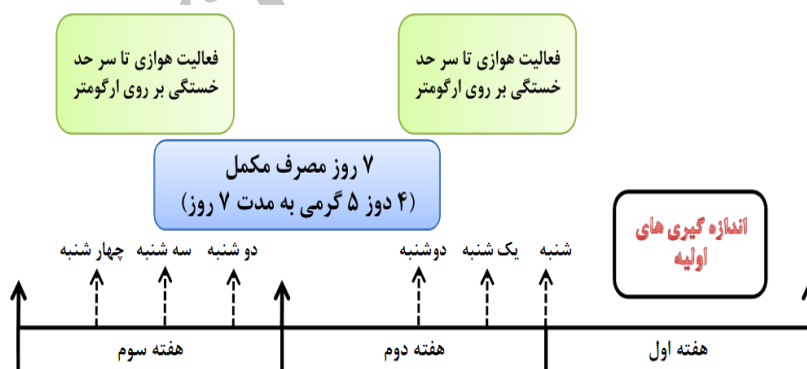 فعالیت هوازی تا سر حد
خستگی بر روی ارگومتر
فعالیت هوازی تا سر حد
خستگی بر روی ارگومتر
۷ روز مصرف مکمل
(۴ دوز ۵ گرمی به مدت ۷ روز)
اندازه گیری های
اولیه
شنبه
یک شنبه
دوشنبه
دو شنبه
سه شنبه
چهار شنبه
هفته اول
هفته دوم
هفته سوم